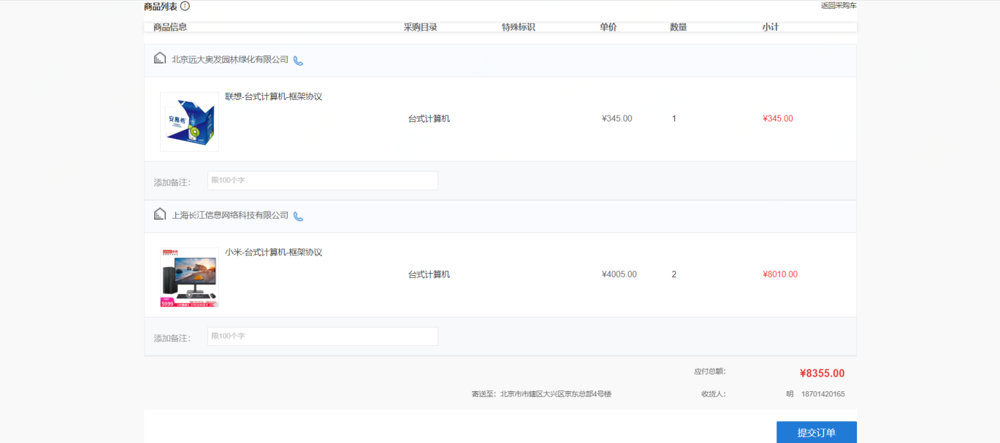 商品列表
返回采购车
商品信息 采购目录 特殊标识 单价 数量 小计
北京远大奥发园林绿化有限公司
联想-台式计算机-框架协议
安慕希
台式计算机 ¥345.00 1 ¥345.00
添加备注： 限100个字
上海长江信息网络科技有限公司
小米-台式计算机-框架协议
台式计算机 ¥4005.00 2 ¥8010.00
5999
添加备注： 限100个字
应付总额： ¥8355.00
寄送至：北京市市辖区大兴区京东总部4号楼 收货人： 明 18701420165
提交订单